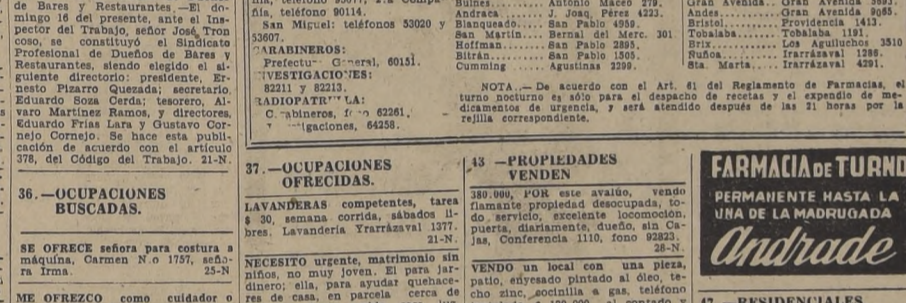 de Bares y Restaurantes.—El do-
mingo 16 del presente, ante el Ins-
pector del Trabajo, señor José Tron
coso, se constituyó el Sindicato
Profesional de Dueños de Bares y
Restaurantes, siendo elegido el si-
guiente directorio: presidente, Er-
nesto Pizarro Quezada; secretario,
Eduardo Soza Cerda; tesorero, Al-
varo Martínez Ramos, y directores,
Eduardo Frías Lara y Gustavo Cor-
nejo Cornejo. Se hace esta publi-
cación de acuerdo con el artículo
378, del Código del Trabajo. 21-N.
36.—OCUPACIONES
BUSCADAS.
SE OFRECE señora para costura a
máquina, Carmen N.o 1757, seño-
ra Irma. 25-N
ME OFREZCO como cuidador o
ñía, teléfono 90114.
San Miguel: teléfonos 53020 y
53607.
CARABINEROS:
General, 60151.
82211 y 82213.
62261,
64258.
37.—OCUPACIONES
OFRECIDAS.
LAVANDERAS competentes, tarea
$ 30, semana corrida, sábados li-
bres. Lavandería Yrarrázaval 1377.
21-N.
NECESITO urgente, matrimonio sin
niños, no muy joven. El para jar-
dinero; ella, para ayudar quehace-
res de casa, en parcela cerca de
Bulnes... Antonio Maceo 279.
Andraca ... J. Joaq. Pérez 4223.
Blanqueado.. San Pablo 4959.
San Martín.. Bernal del Merc. 301
Hoffman ... San Pablo 2895.
Bitrán... San Pablo 1505.
Cumming ... Agustinas 2299.
Gran Avenida.. Gran Avenida
Andes... Gran Avenida 9065.
Bristol... Providencia 1413.
Tobalaba... Tobalaba 1191.
Brix... Los Aguiluchos 3510
Ñuñoa... Irarrázaval 1286.
Sta. Marta .. Irarrázaval 4291.
NOTA.— De acuerdo con el Art. 61 del Reglamento de Farmacias, el
turno nocturno es sólo para el despacho de recetas y el expendio de me-
dicamentos de urgencia, y será atendido después de las 21 horas por la
rejilla correspondiente.
43 —PROPIEDADES
VENDEN
380.000, POR este avalúo, vendo
flamante propiedad desocupada, to-
do servicio, excelente locomoción,
puerta, diariamente, dueño, sin Ca-
jas, Conferencia 1110, fono 92823.
28-N.
VENDO un local con una pieza,
patio, enyesado pintado al óleo, te-
cho zinc, cocinilla a gas, teléfono
FARMACIA DE TURNO
PERMANENTE HASTA LA
UNA DE LA MADRUGADA
Andrade
RESIDENCIALES